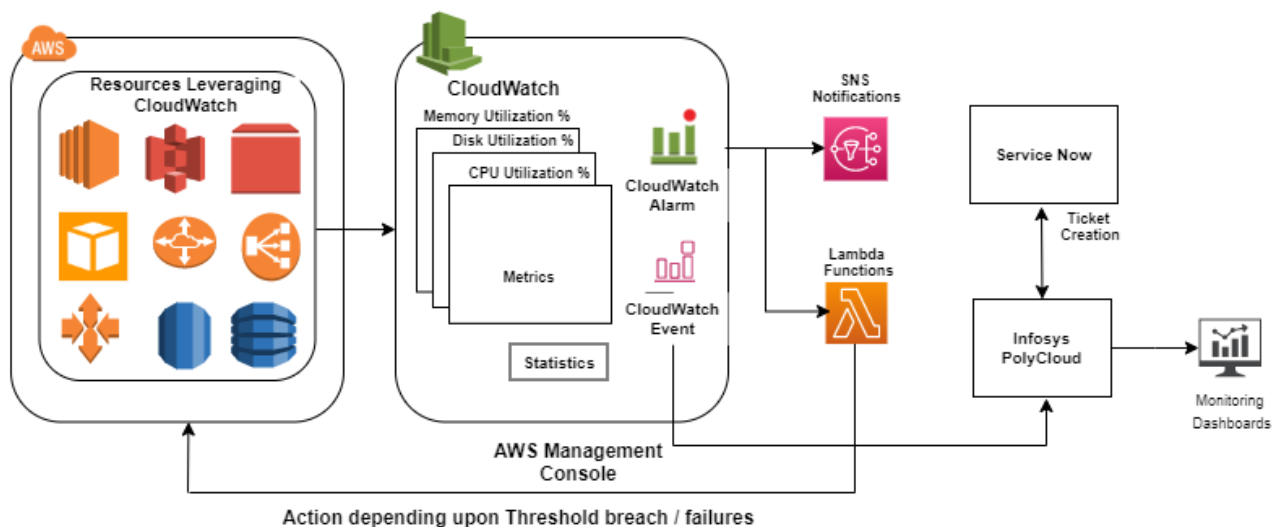 AWS
Resources Leveraging
CloudWatch
CloudWatch
Memory Utilization %
Disk Utilization %
CPU Utilization %
Metrics
Statistics
CloudWatch
Alarm
CloudWatch
Event
SNS
Notifications
Lambda
Functions
Service Now
Ticket
Creation
Infosys
PolyCloud
Monitoring
Dashboards
AWS Management
Console
Action depending upon Threshold breach / failures